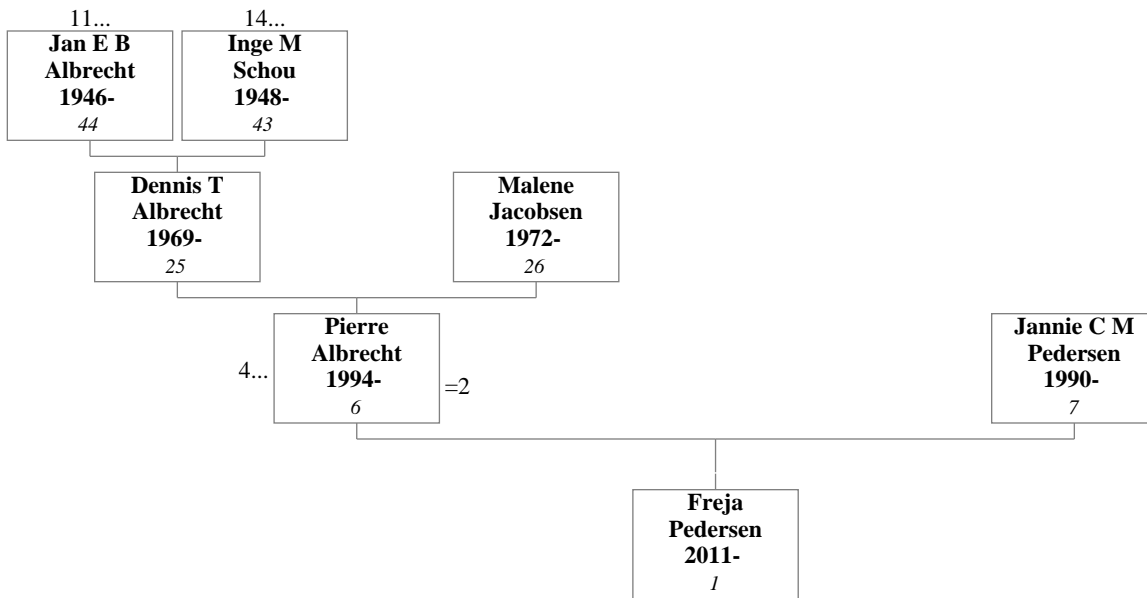 11...
Jan E B
Albrecht
1946-
44
14...
Inge M
Schou
1948-
43
Dennis T
Albrecht
1969-
25
Malene
Jacobsen
1972-
26
4...
Pierre
Albrecht
1994-
6
=2
Jannie C M
Pedersen
1990-
7
Freja
Pedersen
2011-
1